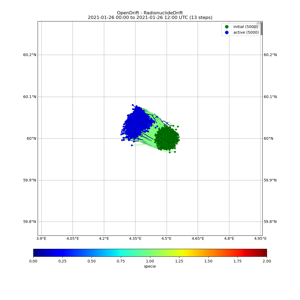 OpenDrift - RadionuclideDrift
2021-01-26 00:00 to 2021-01-26 12:00 UTC (13 steps)
initial (5000)
active (5000)
60.2°N
60.1°N
60°N
59.9°N
59.8°N
60.2°N
60.1°N
60°N
59.9°N
59.8°N
4.05°E
4.2°E
4.35°E
4.5°E
4.65°E
4.8°E
4.95°E
0.00 0.25 0.50 0.75 1.00 1.25 1.50 1.75 2.00
specie